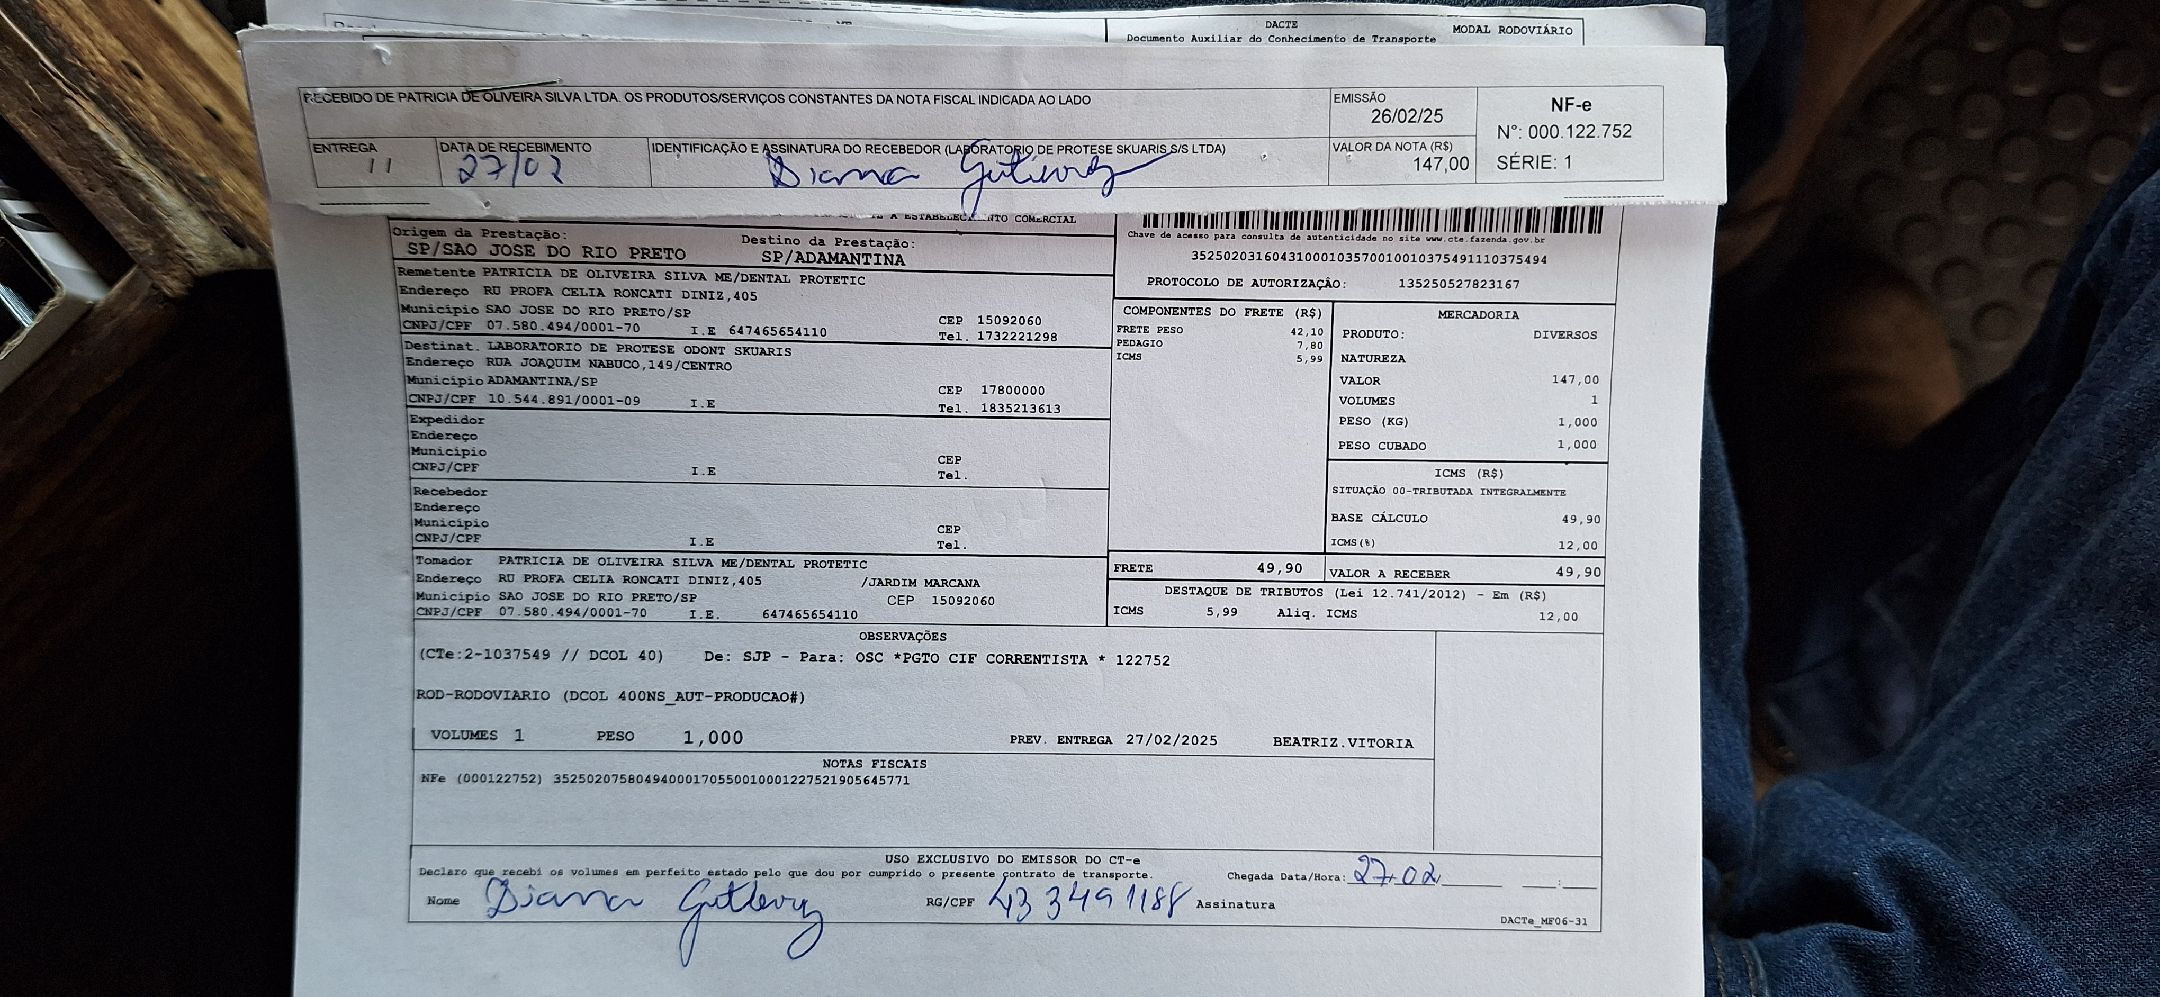 DACTE
MODAL RODOVIÁRIO
Documento Auxiliar do Conhecimento de Transporte
RECEBIDO DE PATRICIA DE OLIVEIRA SILVA LTDA. OS PRODUTOS/SERVIÇOS CONSTANTES DA NOTA FISCAL INDICADA AO LADO
EMISSÃO
26/02/25
NF-e
Nº: 000.122.752
SÉRIE: 1
ENTREGA
/ /
DATA DE RECEBIMENTO
27/02
IDENTIFICAÇÃO E ASSINATURA DO RECEBEDOR (LABORATORIO DE PROTESE SKUARIS S/S LTDA)
Diana Gutierrez
VALOR DA NOTA (R$)
147,00
A ESTABELECIMENTO COMERCIAL
Origem da Prestação:
SP/SAO JOSE DO RIO PRETO
Destino da Prestação:
SP/ADAMANTINA
Chave de acesso para consulta de autenticidade no site www.cte.fazenda.gov.br
35250203160431000103570010010375491110375494
PROTOCOLO DE AUTORIZAÇÃO: 135250527823167
Remetente PATRICIA DE OLIVEIRA SILVA ME/DENTAL PROTETIC
Endereço RU PROFA CELIA RONCATI DINIZ,405
Município SAO JOSE DO RIO PRETO/SP CEP 15092060
CNPJ/CPF 07.580.494/0001-70 I.E 647465654110 Tel. 1732221298
Destinat. LABORATORIO DE PROTESE ODONT SKUARIS
Endereço RUA JOAQUIM NABUCO,149/CENTRO
Município ADAMANTINA/SP CEP 17800000
CNPJ/CPF 10.544.891/0001-09 I.E Tel. 1835213613
Expedidor
Endereço
Município CEP
CNPJ/CPF I.E Tel.
Recebedor
Endereço
Município CEP
CNPJ/CPF I.E Tel.
Tomador PATRICIA DE OLIVEIRA SILVA ME/DENTAL PROTETIC
Endereço RU PROFA CELIA RONCATI DINIZ,405 /JARDIM MARCANA
Município SAO JOSE DO RIO PRETO/SP CEP 15092060
CNPJ/CPF 07.580.494/0001-70 I.E. 647465654110
COMPONENTES DO FRETE (R$)
FRETE PESO 42,10
PEDAGIO 7,80
ICMS 5,99
MERCADORIA
PRODUTO: DIVERSOS
NATUREZA
VALOR 147,00
VOLUMES 1
PESO (KG) 1,000
PESO CUBADO 1,000
ICMS (R$)
SITUAÇÃO 00-TRIBUTADA INTEGRALMENTE
BASE CÁLCULO 49,90
ICMS(%) 12,00
FRETE 49,90
VALOR A RECEBER 49,90
DESTAQUE DE TRIBUTOS (Lei 12.741/2012) - Em (R$)
ICMS 5,99 Aliq. ICMS 12,00
OBSERVAÇÕES
(CTe:2-1037549 // DCOL 40) De: SJP - Para: OSC *PGTO CIF CORRENTISTA * 122752
ROD-RODOVIARIO (DCOL 400NS_AUT-PRODUCAO#)
VOLUMES 1 PESO 1,000 PREV. ENTREGA 27/02/2025 BEATRIZ.VITORIA
NOTAS FISCAIS
NFe (000122752) 35250207580494000170550010001227521905645771
USO EXCLUSIVO DO EMISSOR DO CT-e
Declaro que recebi os volumes em perfeito estado pelo que dou por cumprido o presente contrato de transporte.
Chegada Data/Hora: 27.02 __:__
Nome Diana Gutierrez RG/CPF 43 349 1188 Assinatura
DACTe_MF06-31